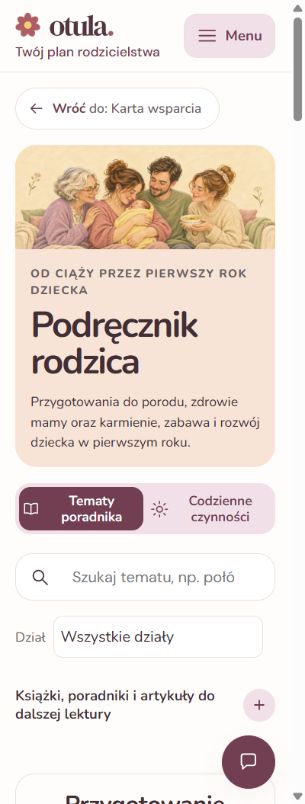 otula.
Twój plan rodzicielstwa
Menu
Wróć do: Karta wsparcia
OD CIĄŻY PRZEZ PIERWSZY ROK
DZIECKA
Podręcznik
rodzica
Przygotowania do porodu, zdrowie
mamy oraz karmienie, zabawa i rozwój
dziecka w pierwszym roku.
Tematy
poradnika
Codzienne
czynności
Szukaj tematu, np. połó
Dział
Wszystkie działy
Książki, poradniki i artykuły do
dalszej lektury
Przygotowanie